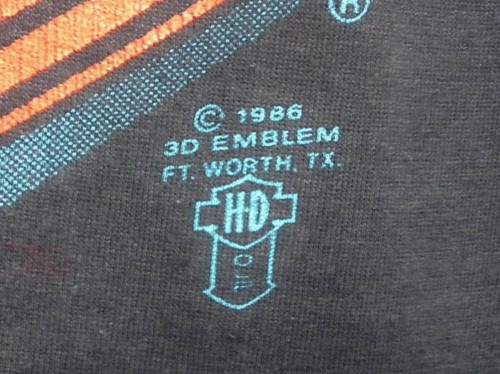 ®
© 1986
3D EMBLEM
FT. WORTH, TX.
H-D